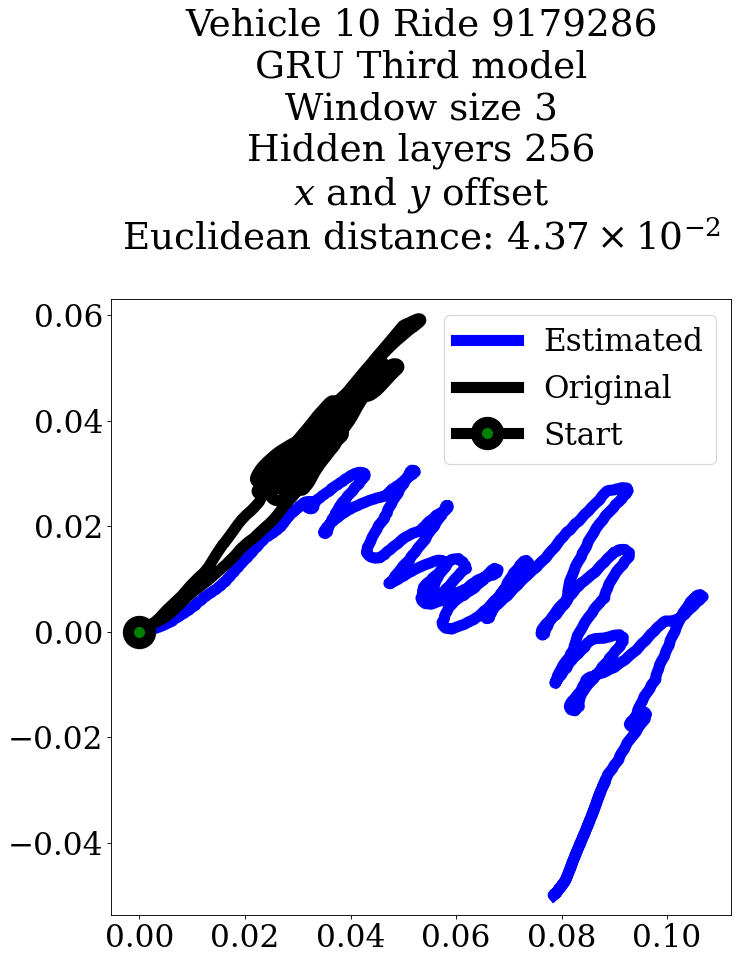 Vehicle 10 Ride 9179286
GRU Third model
Window size 3
Hidden layers 256
x and y offset
Euclidean distance: 4.37 × 10⁻²
Estimated
Original
Start
0.06
0.04
0.02
0.00
−0.02
−0.04
0.00 0.02 0.04 0.06 0.08 0.10